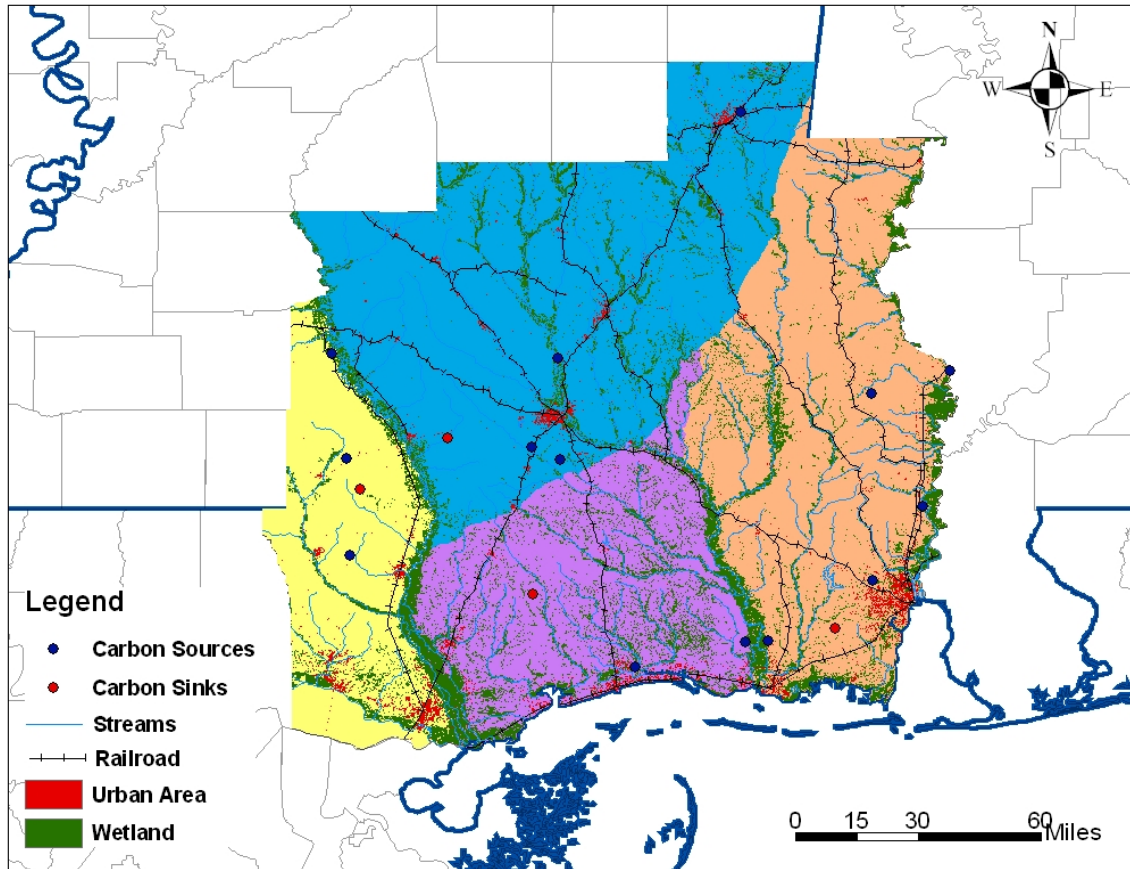 N
W E
S
Legend
Carbon Sources
Carbon Sinks
Streams
Railroad
Urban Area
Wetland
0 15 30 60 Miles